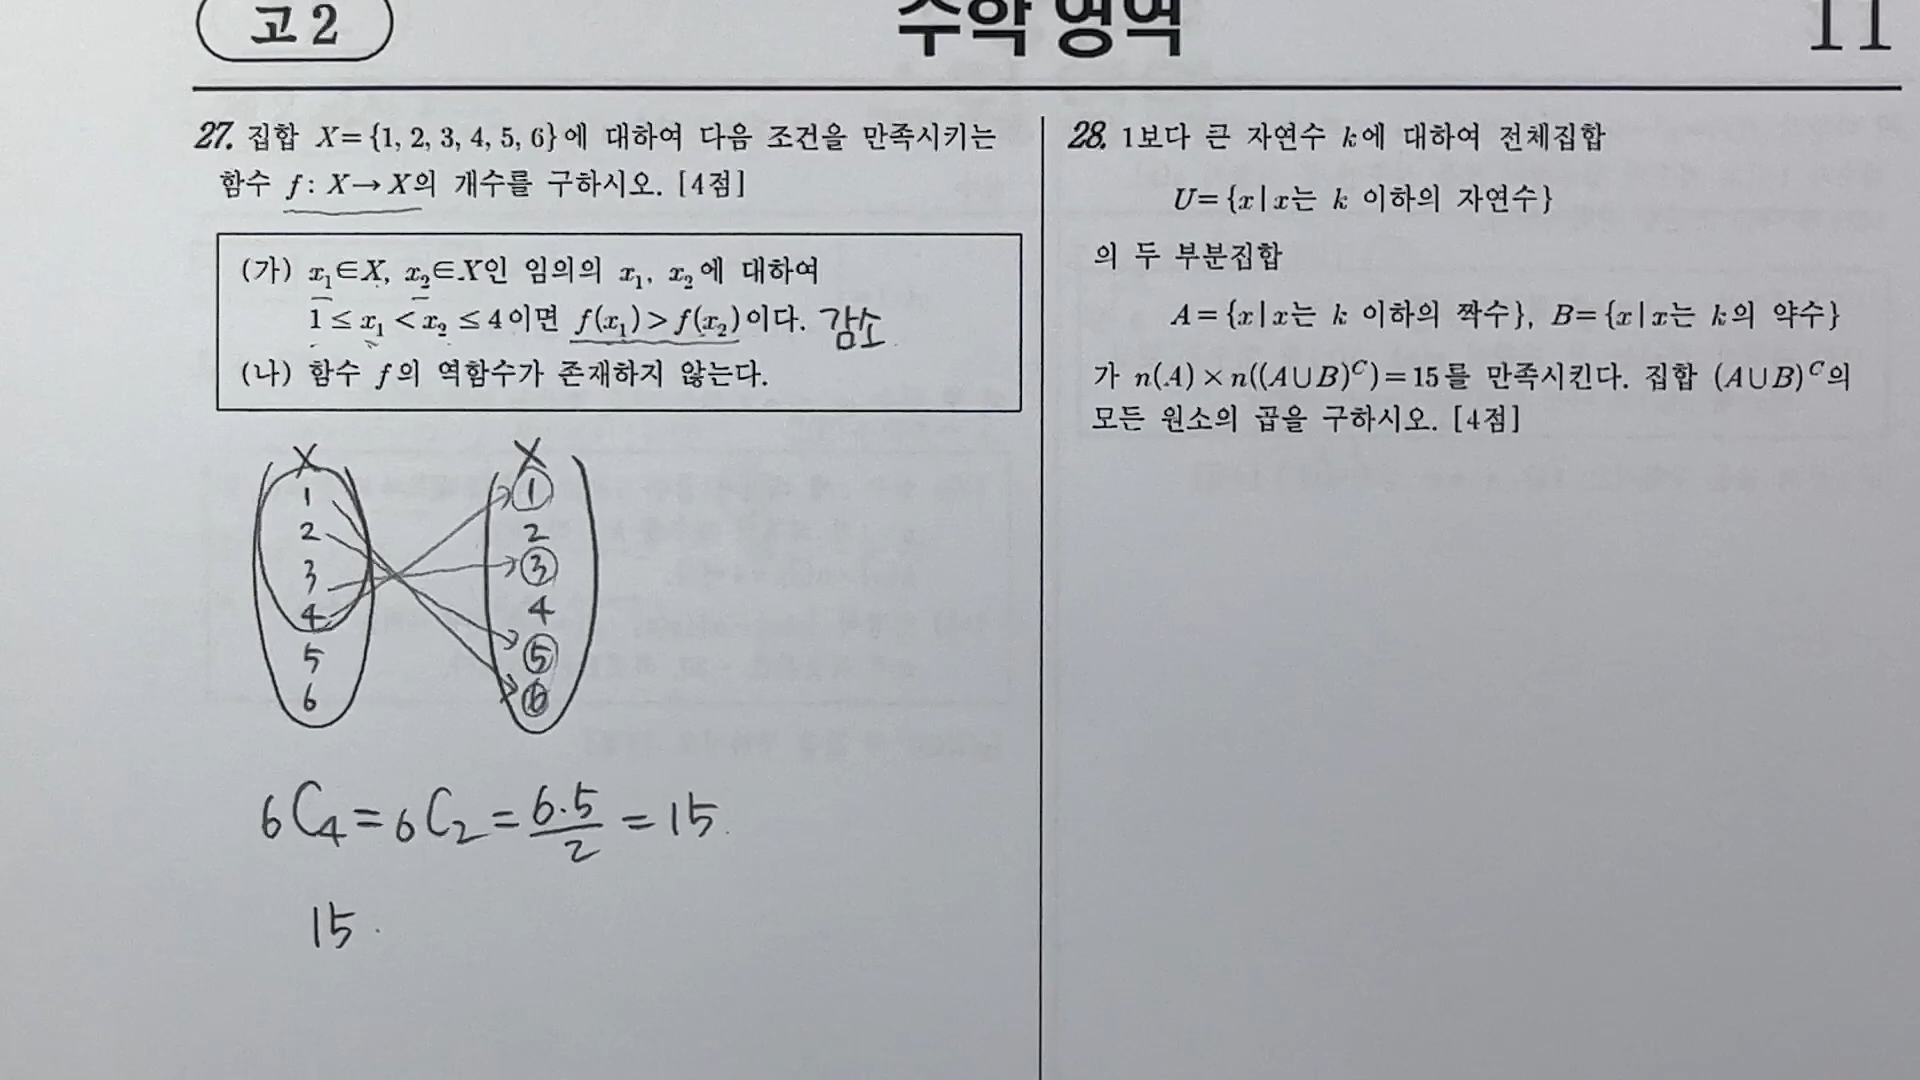 고2
수학 영역
11
27. 집합 X={1, 2, 3, 4, 5, 6}에 대하여 다음 조건을 만족시키는
함수 f : X→X의 개수를 구하시오. [4점]
(가) x₁∈X, x₂∈X인 임의의 x₁, x₂에 대하여
1≤x₁<x₂≤4이면 f(x₁)>f(x₂)이다. 감소
(나) 함수 f의 역함수가 존재하지 않는다.
X X
1 1
2 2
3 3
4 4
5 5
6 6
₆C₄=₆C₂=6·5/2=15
15.
28. 1보다 큰 자연수 k에 대하여 전체집합
U={x|x는 k 이하의 자연수}
의 두 부분집합
A={x|x는 k 이하의 짝수}, B={x|x는 k의 약수}
가 n(A)×n((A∪B)ᶜ)=15를 만족시킨다. 집합 (A∪B)ᶜ의
모든 원소의 곱을 구하시오. [4점]